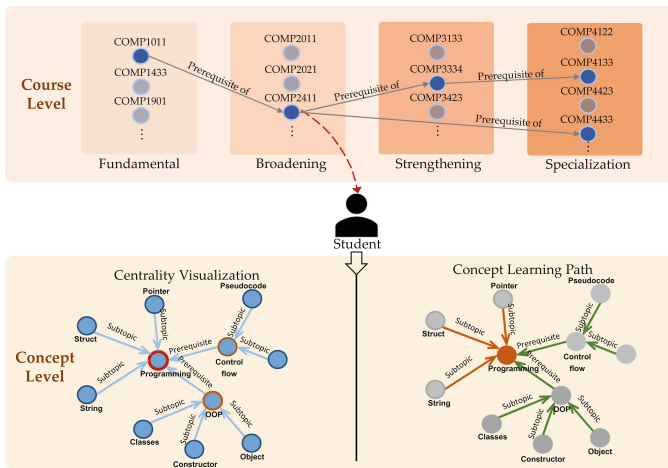 COMP1011
COMP1433
COMP1901
⋮
Fundamental
COMP2011
COMP2021
COMP2411
⋮
Broadening
COMP3133
COMP3334
COMP3423
⋮
Strengthening
COMP4122
COMP4133
COMP4423
COMP4433
⋮
Specialization
Prerequisite of
Prerequisite of
Prerequisite of
Prerequisite of
Course
Level
Student
Concept
Level
Centrality Visualization
Pointer
Pseudocode
Struct
Subtopic
Subtopic
Subtopic
Subtopic
Prerequisite
Programming
Control
flow
Subtopic
Prerequisite
String
OOP
Subtopic
Subtopic
Subtopic
Classes
Constructor
Object
Concept Learning Path
Pointer
Pseudocode
Struct
Subtopic
Subtopic
Subtopic
Subtopic
Prerequisite
Programming
Control
flow
Subtopic
Prerequisite
String
OOP
Subtopic
Subtopic
Subtopic
Classes
Constructor
Object